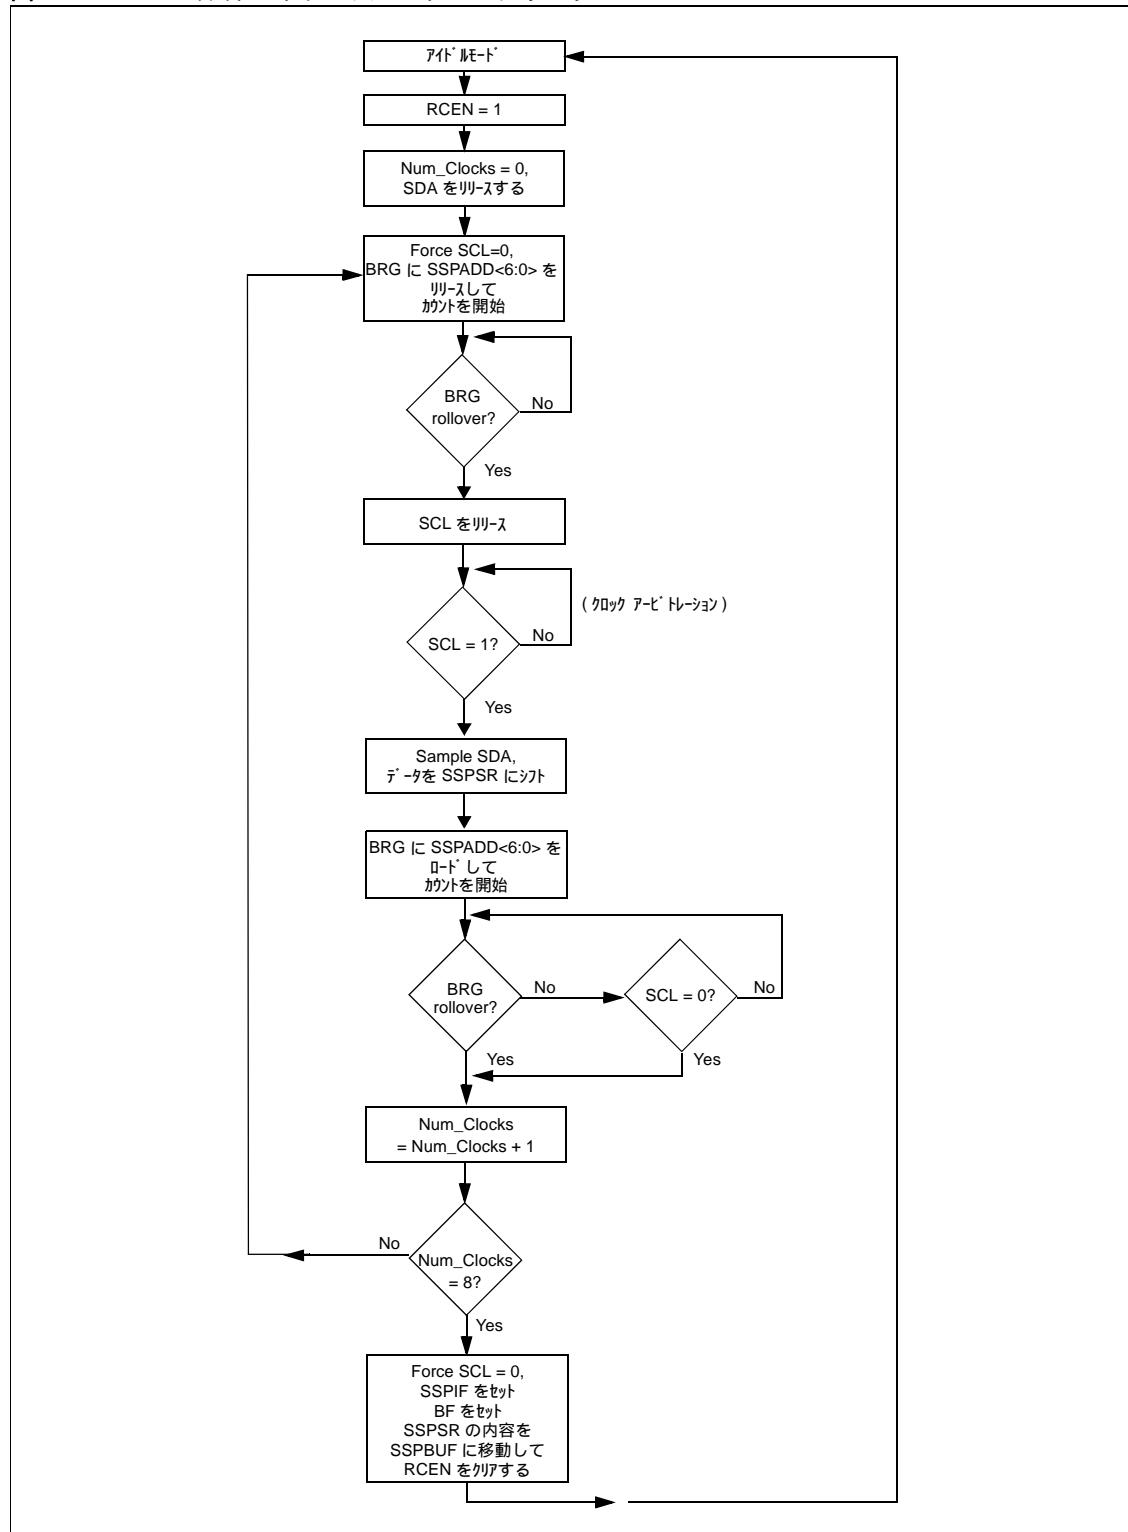 ｱｲﾄﾞﾙﾓｰﾄﾞ
RCEN = 1
Num_Clocks = 0,
SDA をﾘﾘｰｽする
Force SCL=0,
BRG に SSPADD<6:0> を
ﾘﾘｰｽして
ｶｳﾝﾄを開始
BRG
rollover?
No
Yes
SCL をﾘﾘｰｽ
(ｸﾛｯｸ ｱｰﾋﾞﾄﾚｰｼｮﾝ)
SCL = 1?
No
Yes
Sample SDA,
ﾃﾞｰﾀを SSPSR にｼﾌﾄ
BRG に SSPADD<6:0> を
ﾛｰﾄﾞして
ｶｳﾝﾄを開始
BRG
rollover?
No
SCL = 0?
No
Yes
Yes
Num_Clocks
= Num_Clocks + 1
No
Num_Clocks
= 8?
Yes
Force SCL = 0,
SSPIF をｾｯﾄ
BF をｾｯﾄ
SSPSR の内容を
SSPBUF に移動して
RCEN をｸﾘｱする